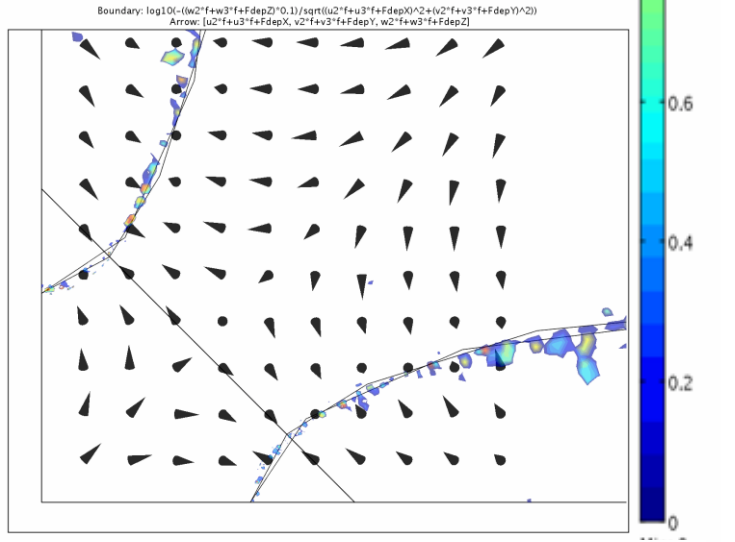 Boundary: log10(-((w2*f+w3*f+FdepZ)*0.1)/sqrt((u2*f+u3*f+FdepX)^2+(v2*f+v3*f+FdepY)^2))
Arrow: [u2*f+u3*f+FdepX, v2*f+v3*f+FdepY, w2*f+w3*f+FdepZ]
0.6
0.4
0.2
0